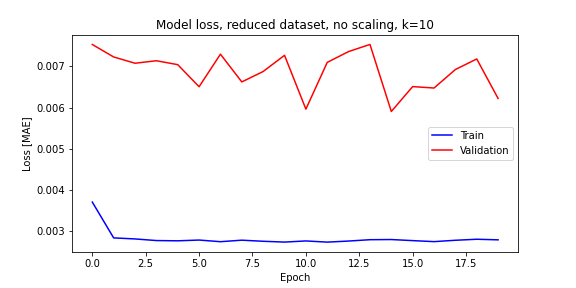 Model loss, reduced dataset, no scaling, k=10
0.007
0.006
0.005
0.004
0.003
Loss [MAE]
Train
Validation
0.0 2.5 5.0 7.5 10.0 12.5 15.0 17.5
Epoch